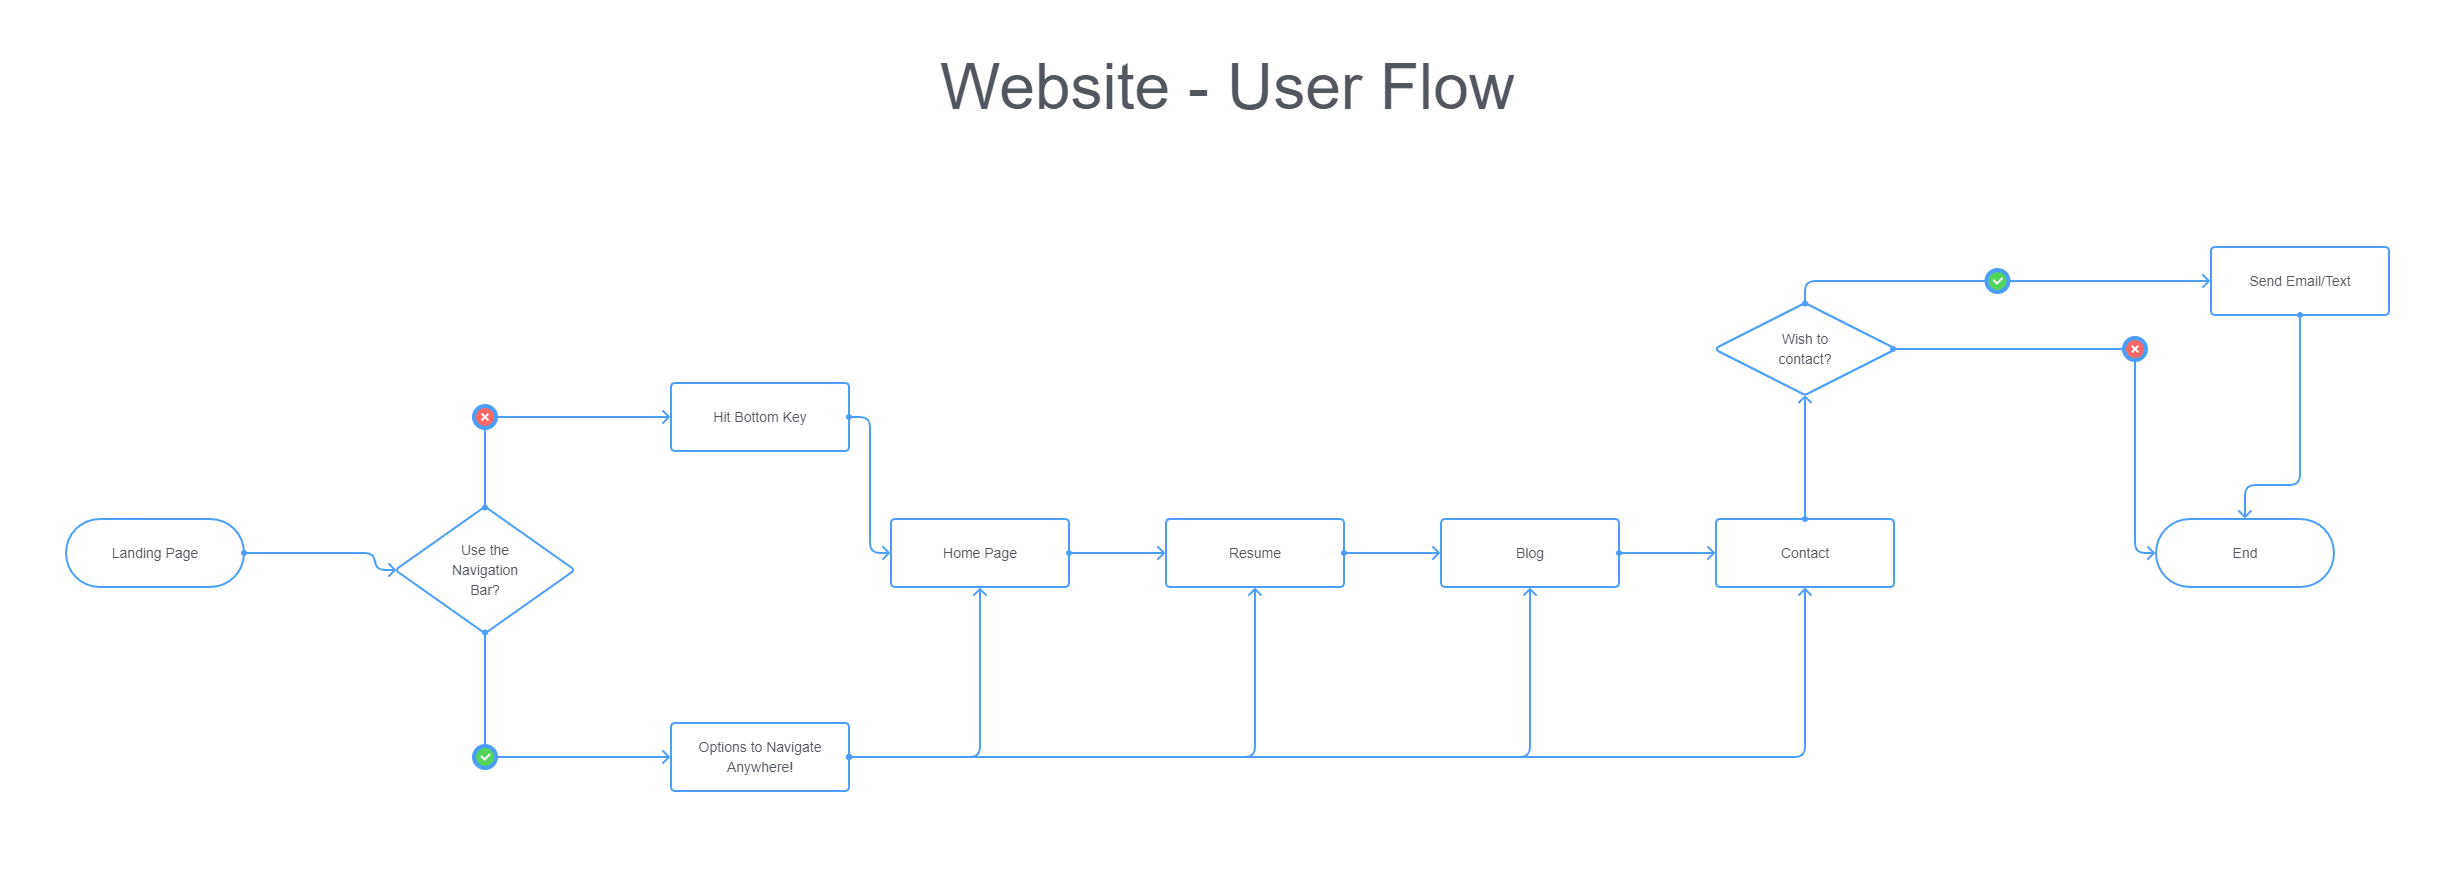 Website - User Flow
Landing Page
Use the
Navigation
Bar?
Hit Bottom Key
Options to Navigate
Anywhere!
Home Page
Resume
Blog
Contact
Wish to
contact?
Send Email/Text
End